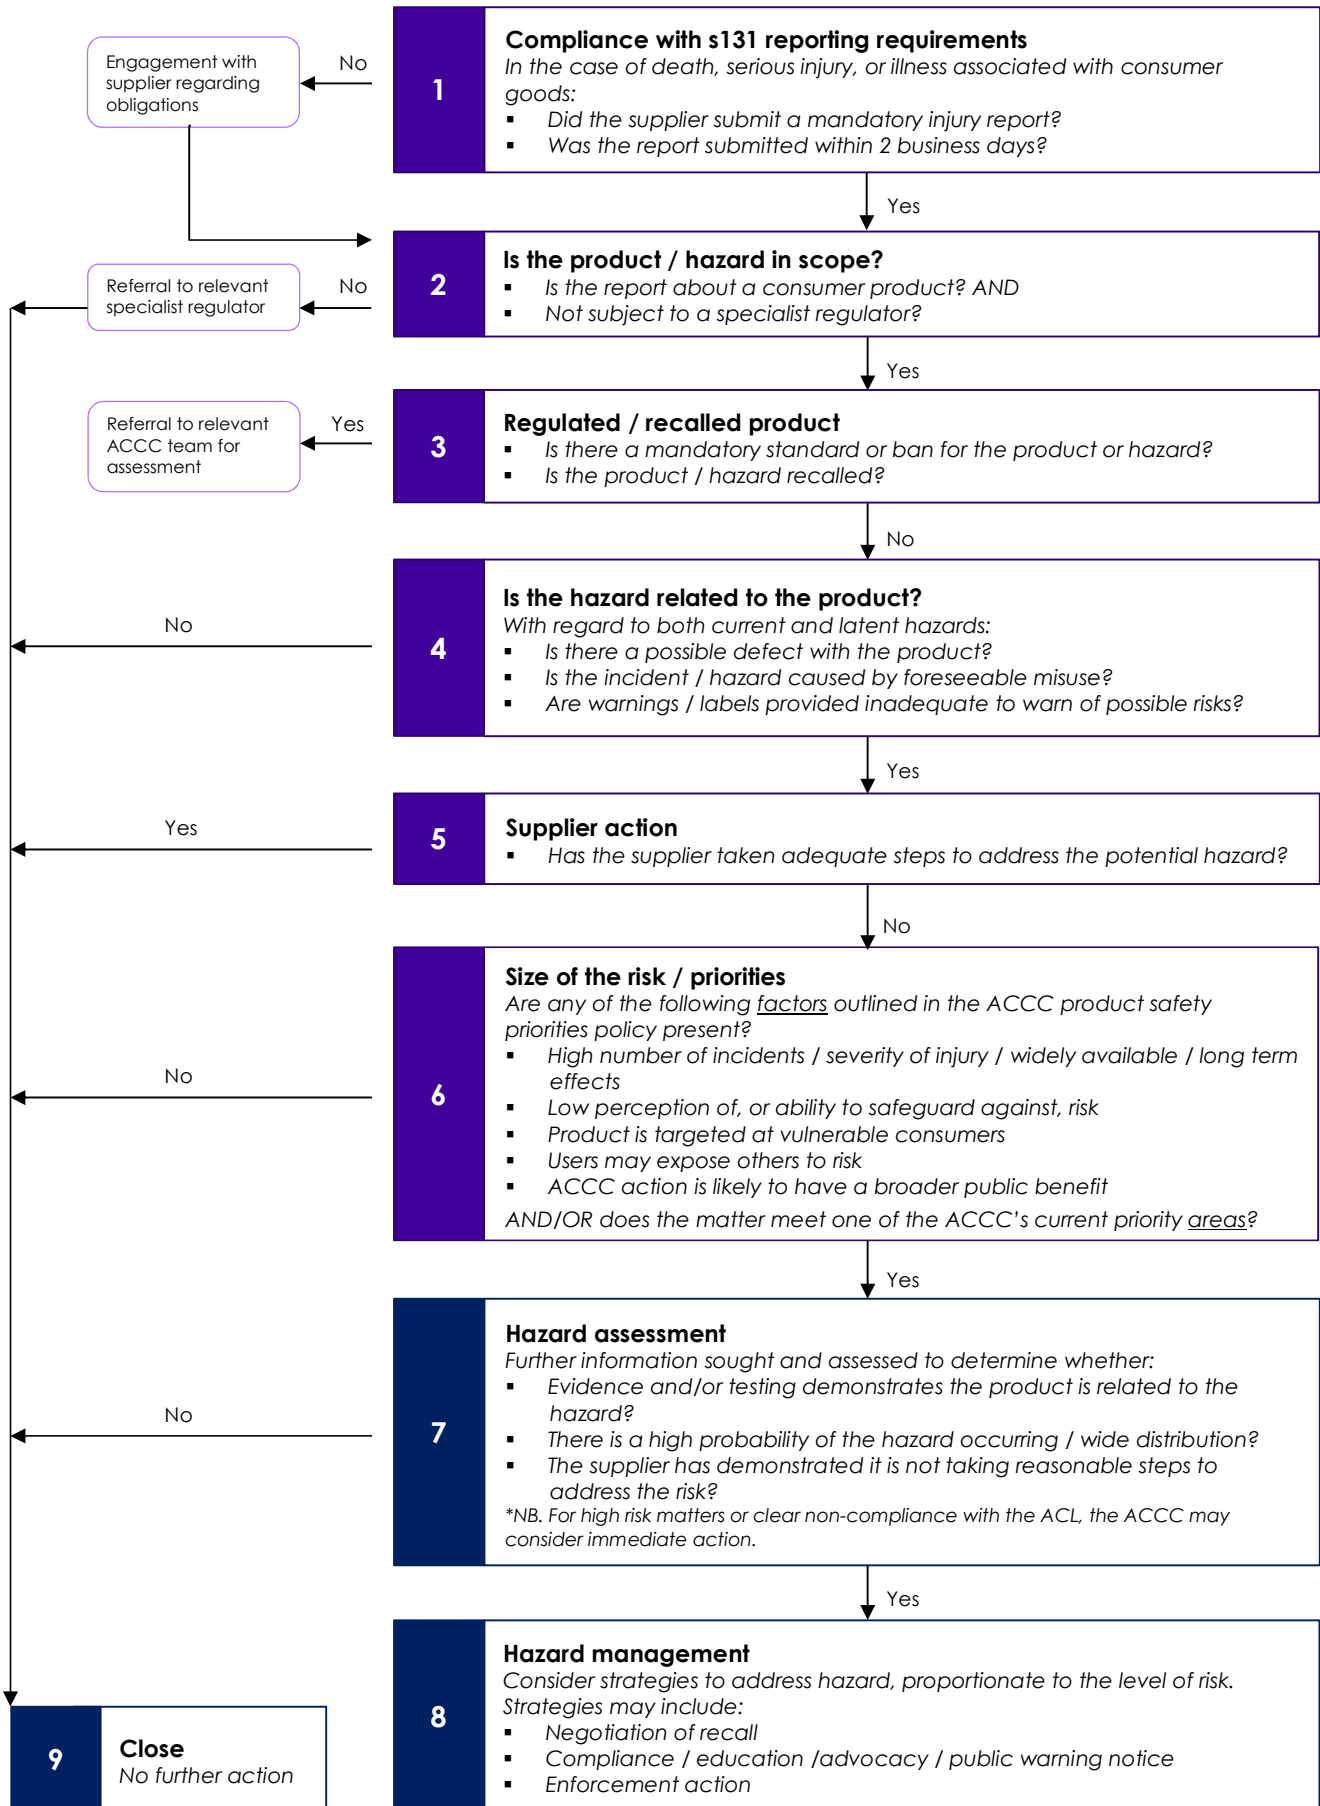 Compliance with s131 reporting requirements
In the case of death, serious injury, or illness associated with consumer
goods:
▪ Did the supplier submit a mandatory injury report?
▪ Was the report submitted within 2 business days?
1
No
Engagement with
supplier regarding
obligations
Yes
Is the product / hazard in scope?
▪ Is the report about a consumer product? AND
▪ Not subject to a specialist regulator?
2
No
Referral to relevant
specialist regulator
Yes
Regulated / recalled product
▪ Is there a mandatory standard or ban for the product or hazard?
▪ Is the product / hazard recalled?
3
Yes
Referral to relevant
ACCC team for
assessment
No
Is the hazard related to the product?
With regard to both current and latent hazards:
▪ Is there a possible defect with the product?
▪ Is the incident / hazard caused by foreseeable misuse?
▪ Are warnings / labels provided inadequate to warn of possible risks?
4
No
Yes
Supplier action
▪ Has the supplier taken adequate steps to address the potential hazard?
5
Yes
No
Size of the risk / priorities
Are any of the following factors outlined in the ACCC product safety
priorities policy present?
▪ High number of incidents / severity of injury / widely available / long term
effects
▪ Low perception of, or ability to safeguard against, risk
▪ Product is targeted at vulnerable consumers
▪ Users may expose others to risk
▪ ACCC action is likely to have a broader public benefit
AND/OR does the matter meet one of the ACCC's current priority areas?
6
No
Yes
Hazard assessment
Further information sought and assessed to determine whether:
▪ Evidence and/or testing demonstrates the product is related to the
hazard?
▪ There is a high probability of the hazard occurring / wide distribution?
▪ The supplier has demonstrated it is not taking reasonable steps to
address the risk?
*NB. For high risk matters or clear non-compliance with the ACL, the ACCC may
consider immediate action.
7
No
Yes
Hazard management
Consider strategies to address hazard, proportionate to the level of risk.
Strategies may include:
▪ Negotiation of recall
▪ Compliance / education /advocacy / public warning notice
▪ Enforcement action
8
9
Close
No further action